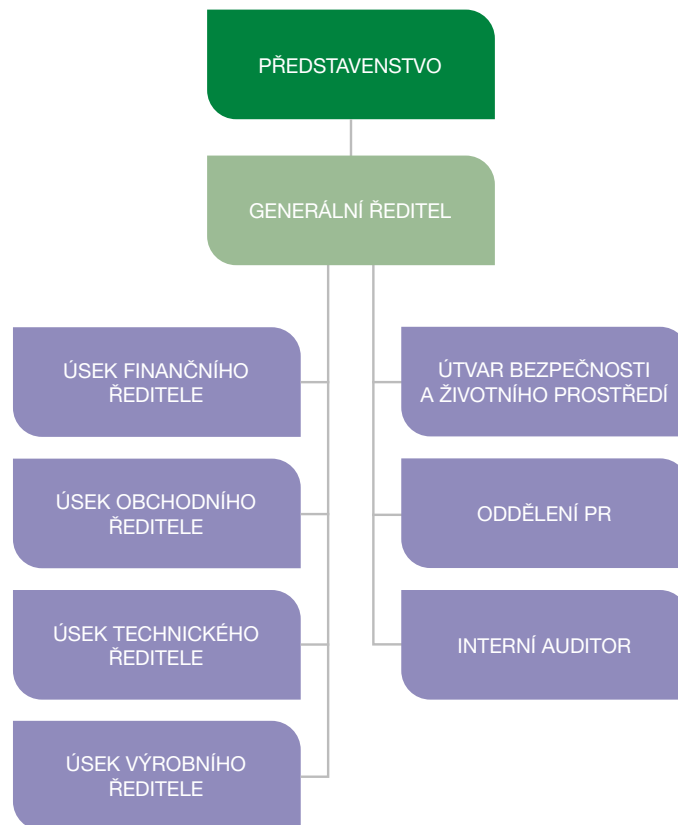 PŘEDSTAVENSTVO
GENERÁLNÍ ŘEDITEL
ÚSEK FINANČNÍHO
ŘEDITELE
ÚSEK OBCHODNÍHO
ŘEDITELE
ÚSEK TECHNICKÉHO
ŘEDITELE
ÚSEK VÝROBNÍHO
ŘEDITELE
ÚTVAR BEZPEČNOSTI
A ŽIVOTNÍHO PROSTŘEDÍ
ODDĚLENÍ PR
INTERNÍ AUDITOR